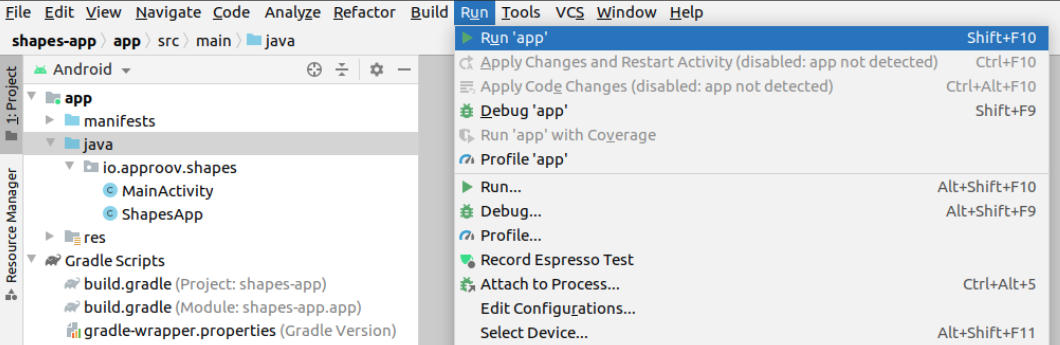 File Edit View Navigate Code Analyze Refactor Build Run Tools VCS Window Help
shapes-app app src main java
1: Project
Resource Manager
Android
app
manifests
java
io.approov.shapes
MainActivity
ShapesApp
res
Gradle Scripts
build.gradle (Project: shapes-app)
build.gradle (Module: shapes-app.app)
gradle-wrapper.properties (Gradle Version)
Run 'app' Shift+F10
Apply Changes and Restart Activity (disabled: app not detected) Ctrl+F10
Apply Code Changes (disabled: app not detected) Ctrl+Alt+F10
Debug 'app' Shift+F9
Run 'app' with Coverage
Profile 'app'
Run... Alt+Shift+F10
Debug... Alt+Shift+F9
Profile...
Record Espresso Test
Attach to Process... Ctrl+Alt+5
Edit Configurations...
Select Device... Alt+Shift+F11